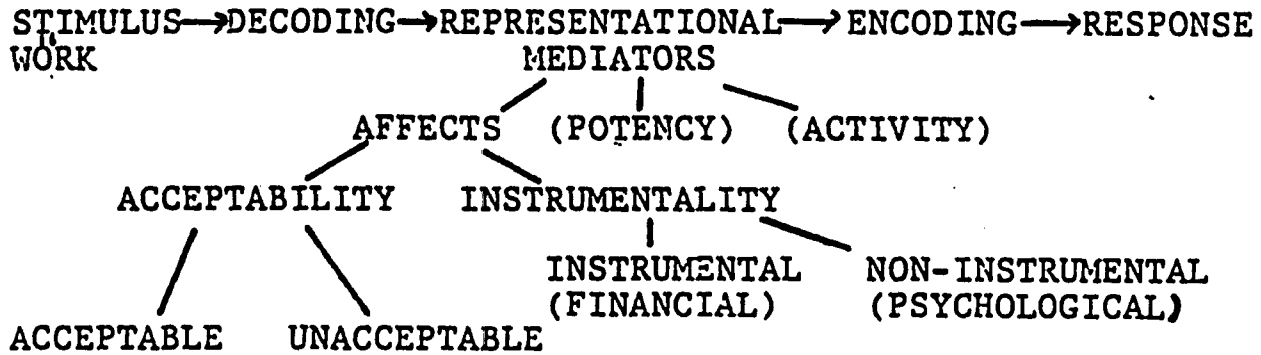 STIMULUS→DECODING→REPRESENTATIONAL→ENCODING→RESPONSE
WORK MEDIATORS
AFFECTS (POTENCY) (ACTIVITY)
ACCEPTABILITY INSTRUMENTALITY
INSTRUMENTAL NON-INSTRUMENTAL
(FINANCIAL) (PSYCHOLOGICAL)
ACCEPTABLE UNACCEPTABLE